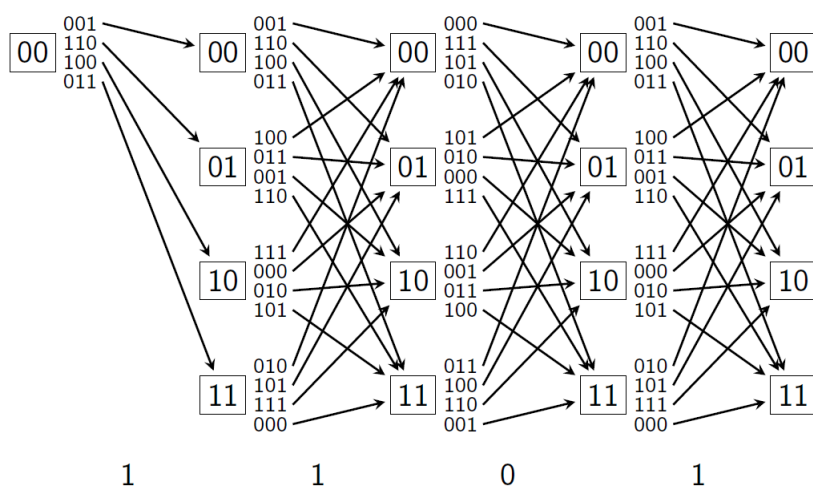 001 001 000 001
110 110 111 110
00 00 00 00 00
100 100 101 100
011 011 010 011
100 101 100
011 010 011
01 01 01 01
001 000 001
110 111 110
111 110 111
000 001 000
10 10 10 10
010 011 010
101 100 101
010 011 010
101 100 101
11 11 11 11
111 110 111
000 001 000
1 1 0 1